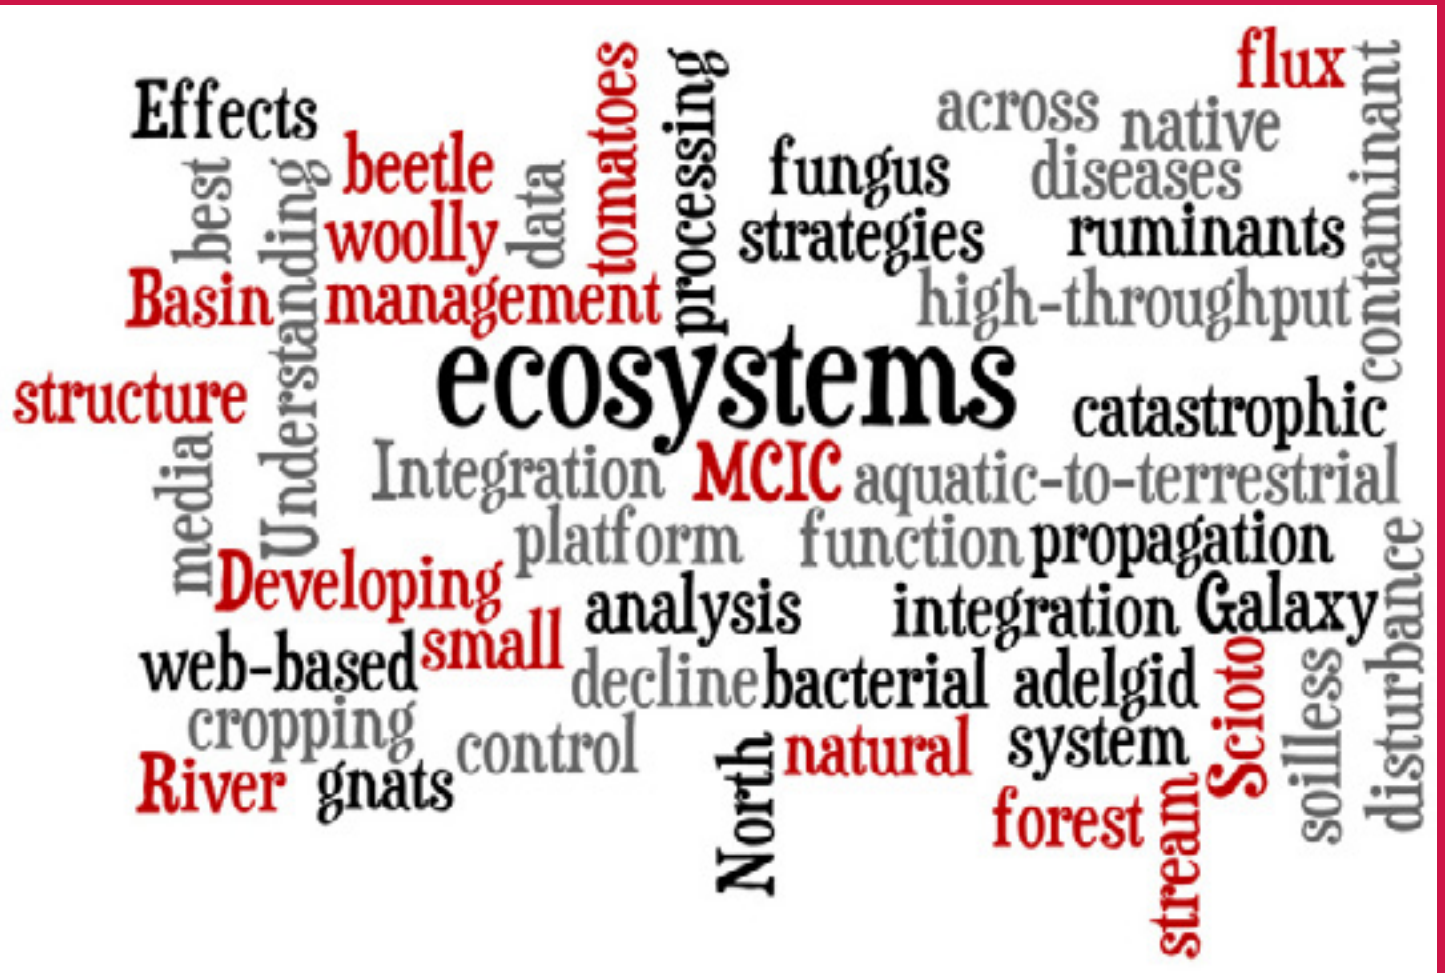 flux
Effects
tomatoes
processing
across
native
contaminant
beetle
best
Understanding
data
fungus
diseases
woolly
strategies
ruminants
Basin
management
high-throughput
ecosystems
structure
catastrophic
media
Integration
MCIC
aquatic-to-terrestrial
platform
function
propagation
Developing
analysis
integration
Galaxy
disturbance
web-based
small
decline
bacterial
adelgid
Scioto
soilless
cropping
control
North
natural
system
River
gnats
forest
stream